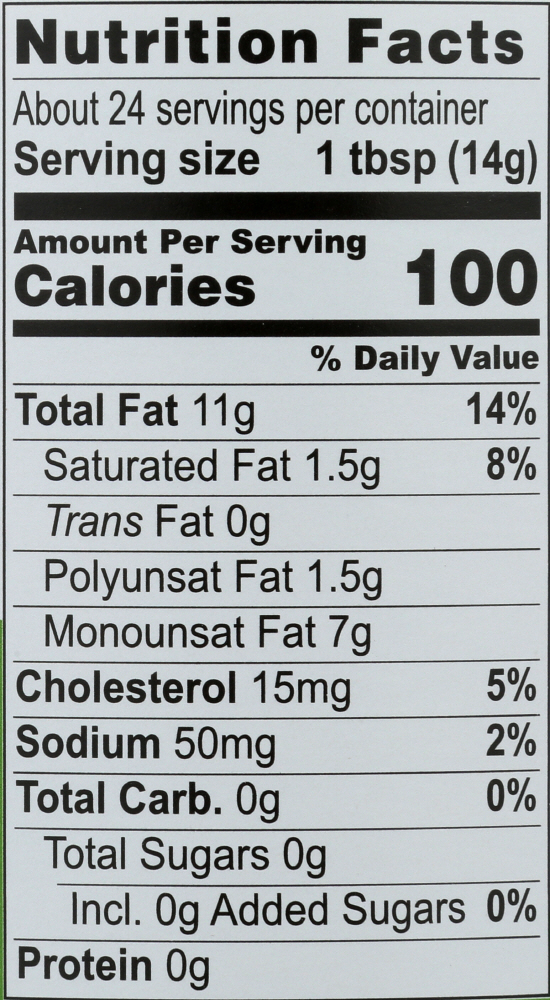 Nutrition Facts
About 24 servings per container
Serving size 1 tbsp (14g)
Amount Per Serving
Calories 100
% Daily Value
Total Fat 11g 14%
Saturated Fat 1.5g 8%
Trans Fat 0g
Polyunsat Fat 1.5g
Monounsat Fat 7g
Cholesterol 15mg 5%
Sodium 50mg 2%
Total Carb. 0g 0%
Total Sugars 0g
Incl. 0g Added Sugars 0%
Protein 0g